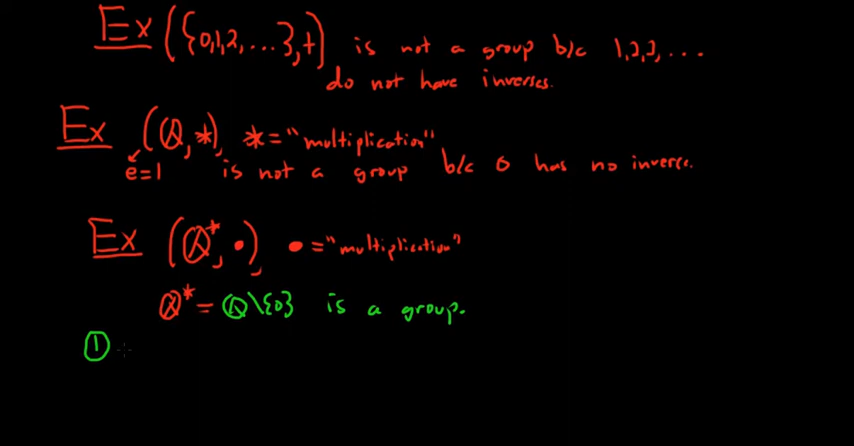 Ex ({0,1,2,...},+) is not a group b/c 1,2,3,...
do not have inverses.
Ex (ℚ,*), * = "multiplication"
e=1 is not a group b/c 0 has no inverse.
Ex (ℚ*, •), • = "multiplication"
ℚ* = ℚ\{0} is a group.
①